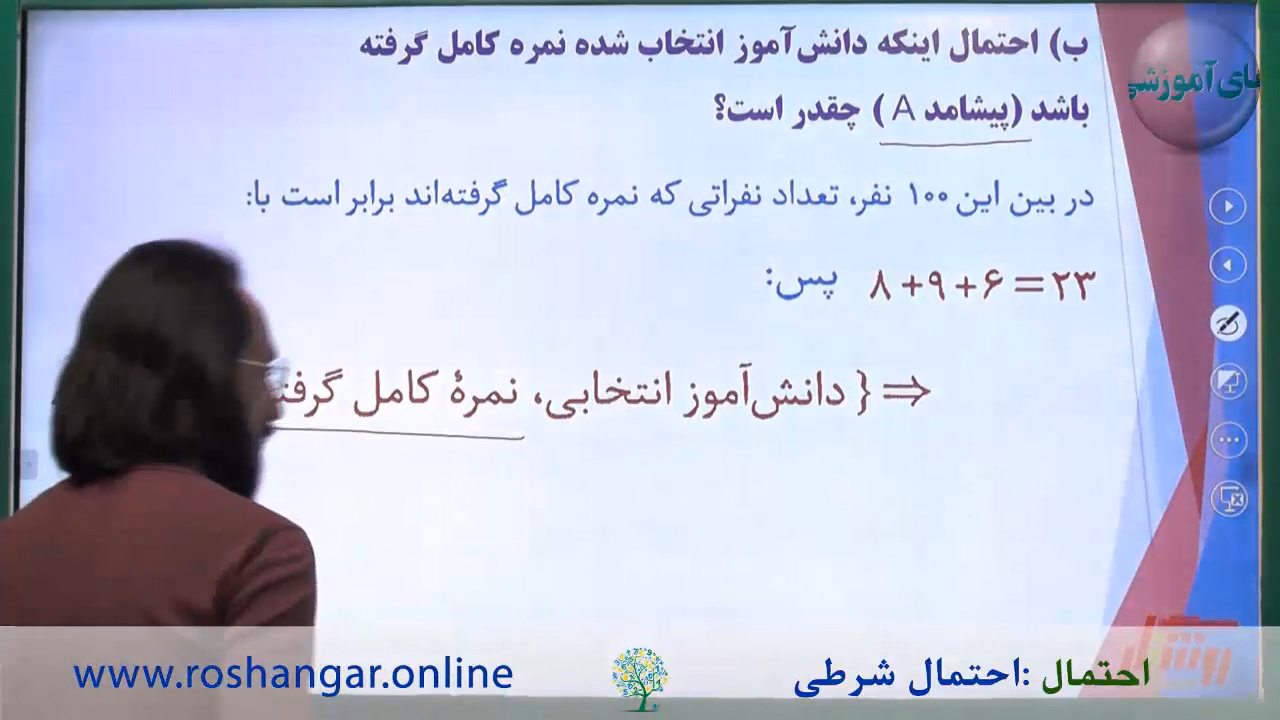 ب) احتمال اینکه دانش‌آموز انتخاب شده نمره کامل گرفته
باشد (پیشامد A) چقدر است؟
در بین این ۱۰۰ نفر، تعداد نفراتی که نمره کامل گرفته‌اند برابر است با:
۸+۹+۶=۲۳ پس:
⇒ { دانش‌آموز انتخابی، نمرهٔ کامل
آموزشی
احتمال: احتمال شرطی
www.roshangar.online